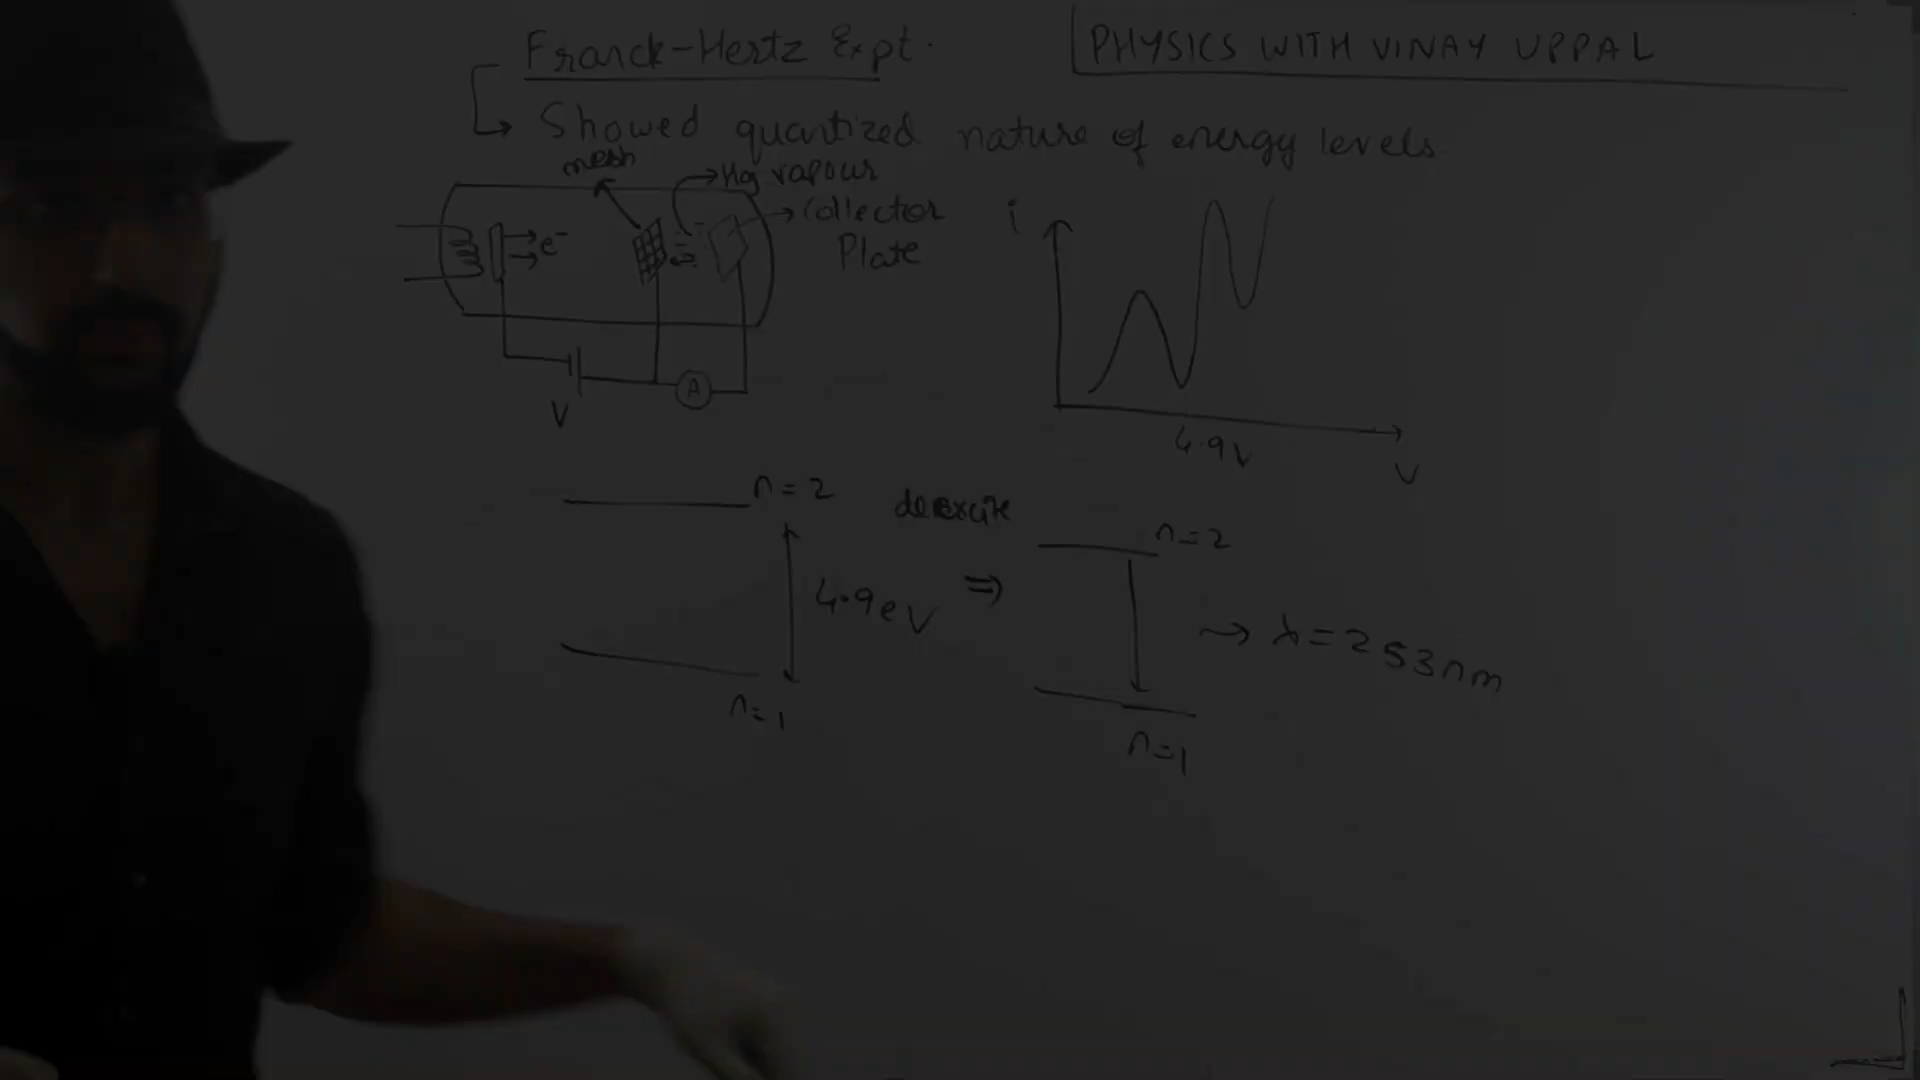 Franck-Hertz Expt.
PHYSICS WITH VINAY UPPAL
Showed quantized nature of energy levels
mesh
Hg vapour
Collector
Plate
e-
i
A
V
4.9V
V
n=2
deexcite
n=2
4.9eV
⇒
→ λ=253nm
n=1
n=1